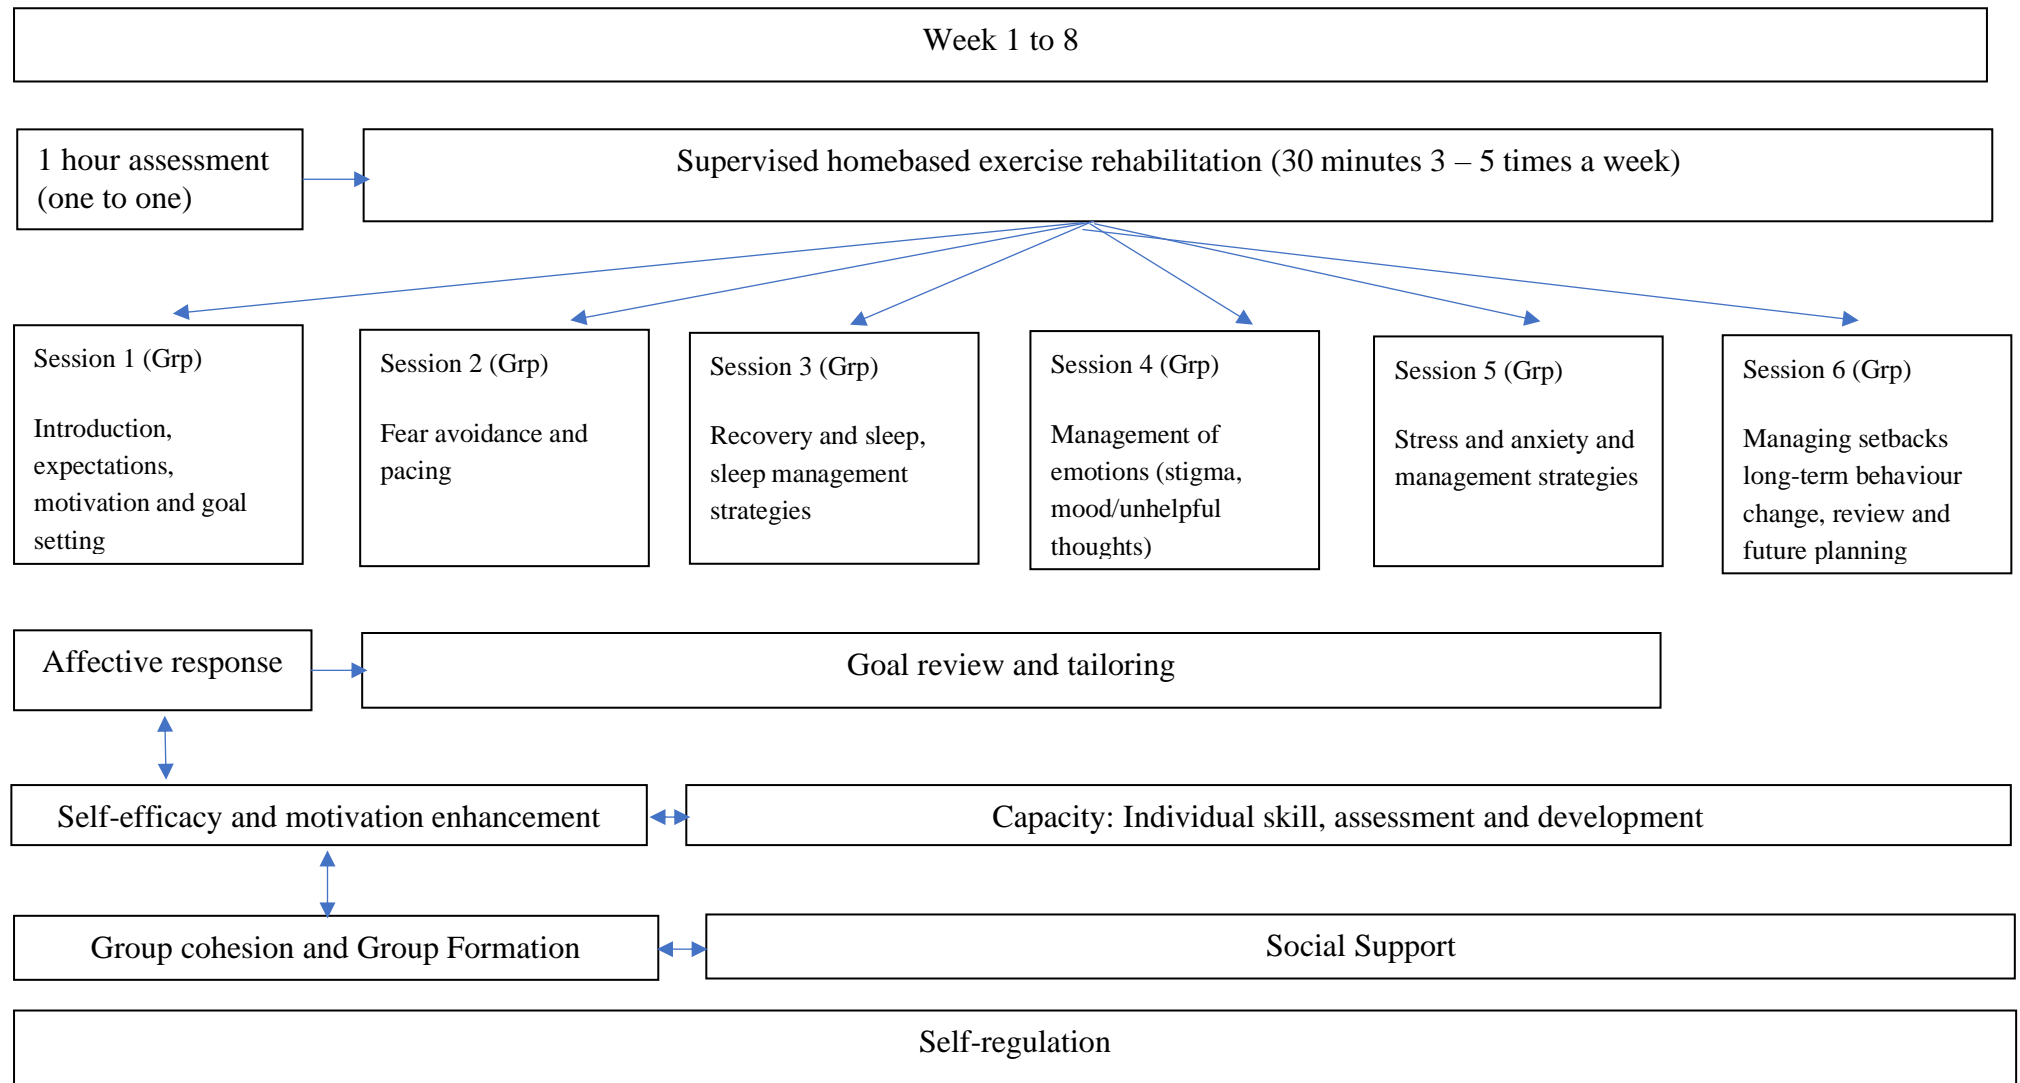 Week 1 to 8
1 hour assessment
(one to one)
Supervised homebased exercise rehabilitation (30 minutes 3 – 5 times a week)
Session 1 (Grp)
Introduction,
expectations,
motivation and goal
setting
Session 2 (Grp)
Fear avoidance and
pacing
Session 3 (Grp)
Recovery and sleep,
sleep management
strategies
Session 4 (Grp)
Management of
emotions (stigma,
mood/unhelpful
thoughts)
Session 5 (Grp)
Stress and anxiety and
management strategies
Session 6 (Grp)
Managing setbacks
long-term behaviour
change, review and
future planning
Affective response
Goal review and tailoring
Self-efficacy and motivation enhancement
Capacity: Individual skill, assessment and development
Group cohesion and Group Formation
Social Support
Self-regulation